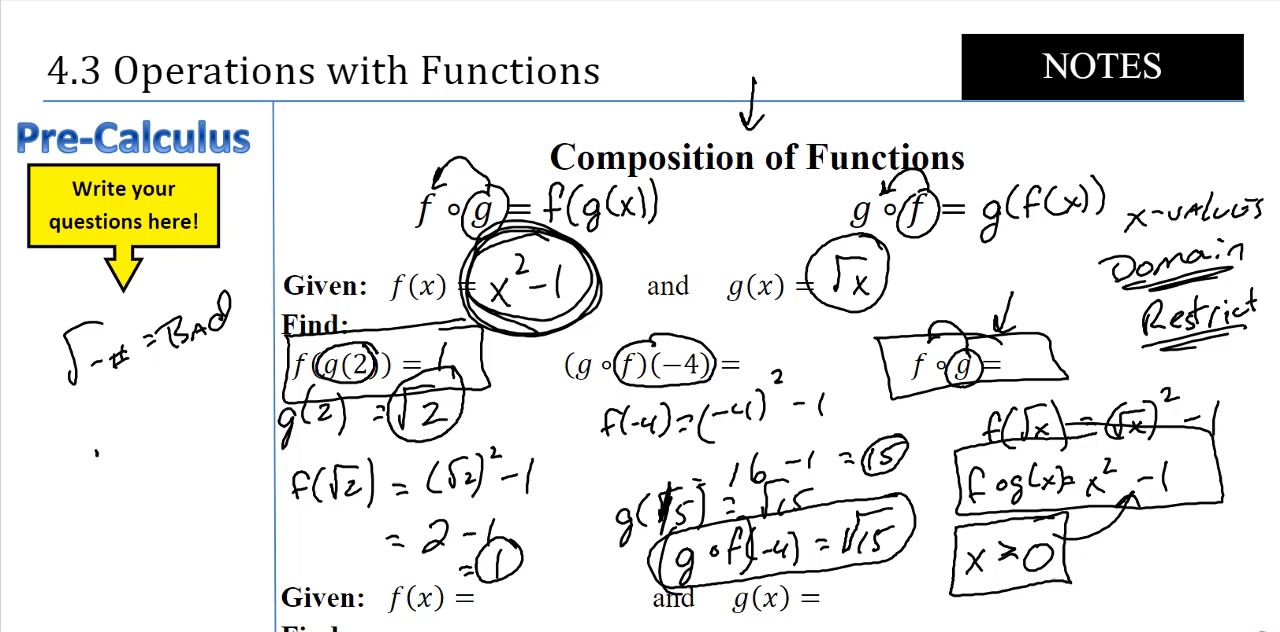 4.3 Operations with Functions
NOTES
Pre-Calculus
Write your
questions here!
√-# = BAD
Composition of Functions
f ∘ g = f(g(x))
g ∘ f = g(f(x))
x-VALUES
Domain
Restrict
Given: f(x) = x² - 1 and g(x) = √x
Find:
f(g(2)) = 1
g(2) = √2
f(√2) = (√2)² - 1
= 2 - 1
= 1
(g ∘ f)(-4) =
f(-4) = (-4)² - 1
= 16 - 1 = 15
g(15) = √15
g ∘ f(-4) = √15
f ∘ g =
f(√x) = (√x)² - 1
f ∘ g(x) = x² - 1
x ≥ 0
Given: f(x) = and g(x) =